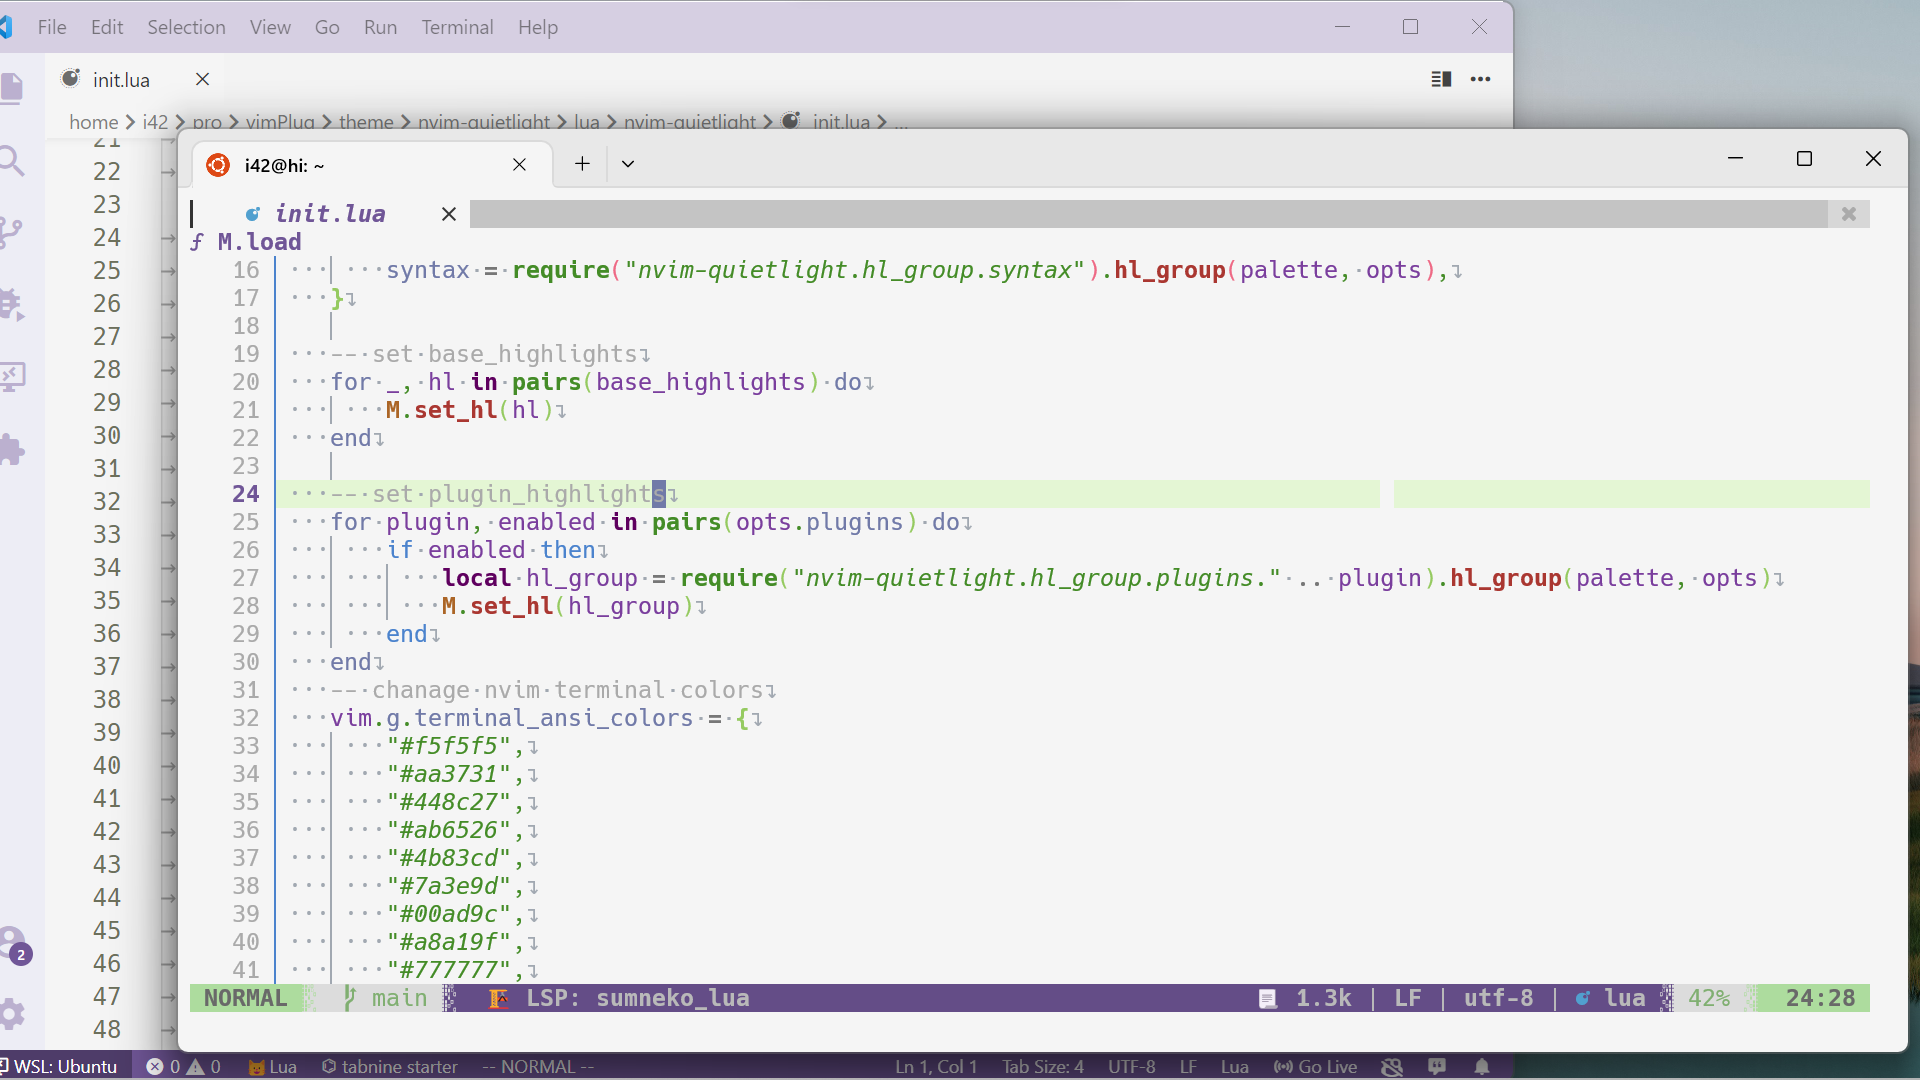 File Edit Selection View Go Run Terminal Help
init.lua
home > i42 > pro > vimPlug > theme > nvim-quietlight > lua > nvim-quietlight > init.lua > ...
21
22
23
24
25
26
27
28
29
30
31
32
33
34
35
36
37
38
39
40
41
42
43
44
45
46
47
48
2
i42@hi: ~
init.lua
ƒ M.load
16 syntax = require("nvim-quietlight.hl_group.syntax").hl_group(palette, opts),
17 }
18
19 -- set base_highlights
20 for _, hl in pairs(base_highlights) do
21 M.set_hl(hl)
22 end
23
24 -- set plugin_highlights
25 for plugin, enabled in pairs(opts.plugins) do
26 if enabled then
27 local hl_group = require("nvim-quietlight.hl_group.plugins." .. plugin).hl_group(palette, opts)
28 M.set_hl(hl_group)
29 end
30 end
31 -- chanage nvim terminal colors
32 vim.g.terminal_ansi_colors = {
33 "#f5f5f5",
34 "#aa3731",
35 "#448c27",
36 "#ab6526",
37 "#4b83cd",
38 "#7a3e9d",
39 "#00ad9c",
40 "#a8a19f",
41 "#777777",
NORMAL main LSP: sumneko_lua 1.3k | LF | utf-8 | lua 42% 24:28
WSL: Ubuntu 0 0 Lua tabnine starter -- NORMAL -- Ln 1, Col 1 Tab Size: 4 UTF-8 LF Lua Go Live